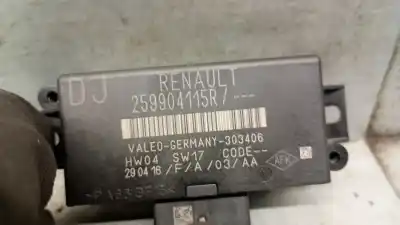 DJ
RENAULT
259904115R7---
VALEO-GERMANY-303406
HW04 SW17 CODE--
290416/F/A/03/AA